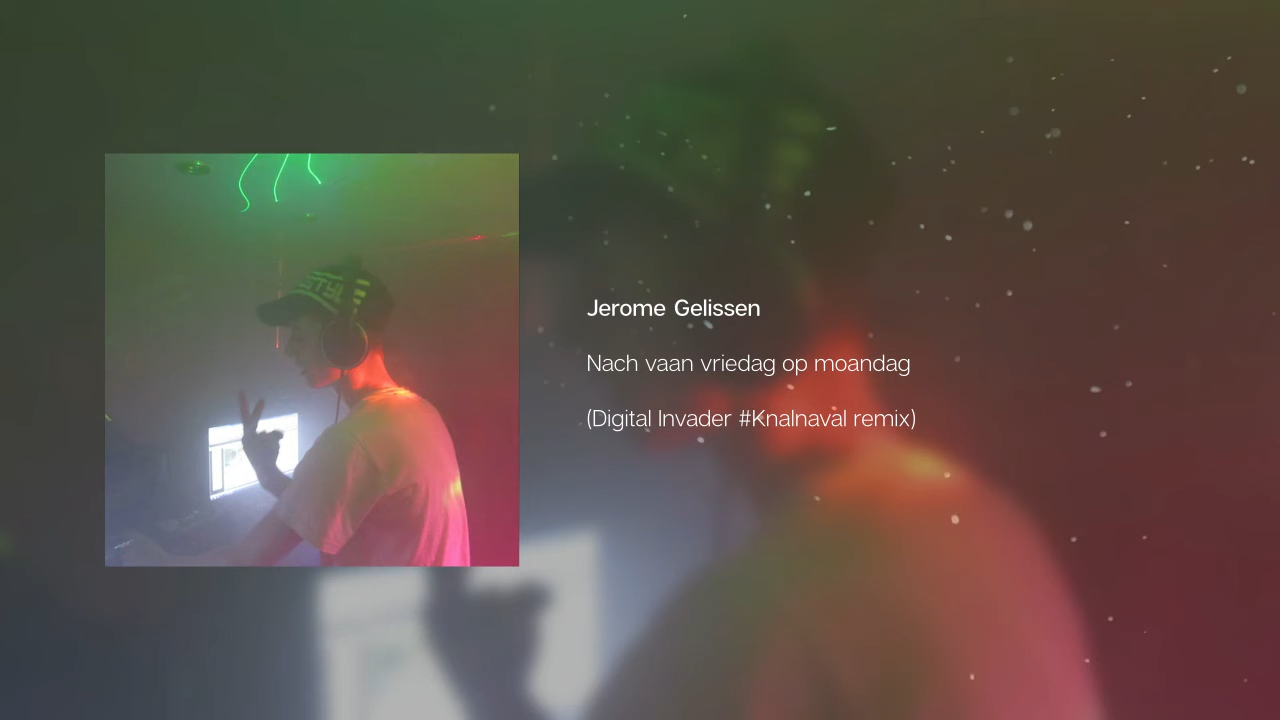 Jerome Gelissen
Nach vaan vriedag op moandag
(Digital Invader #Knalnaval remix)